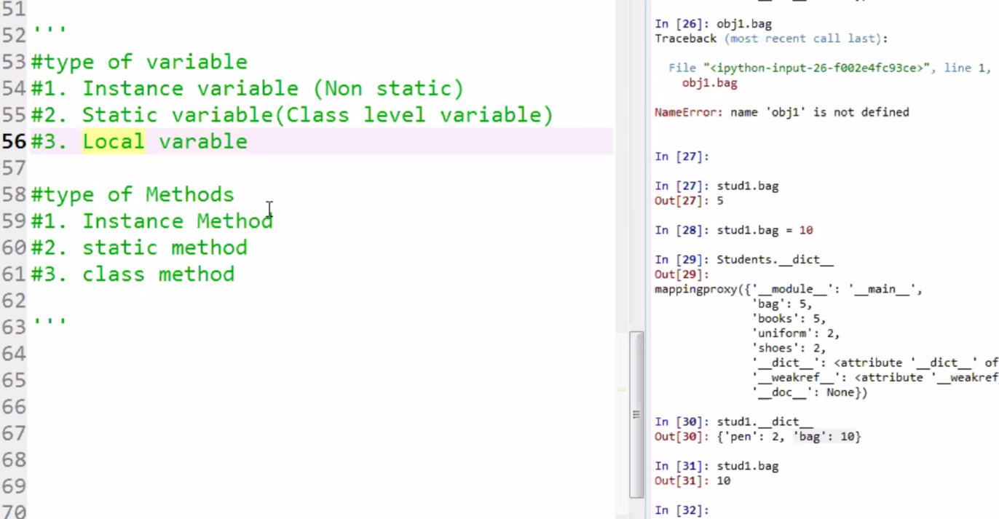 51
52 '''
53 #type of variable
54 #1. Instance variable (Non static)
55 #2. Static variable(Class level variable)
56 #3. Local varable
57
58 #type of Methods
59 #1. Instance Method
60 #2. static method
61 #3. class method
62
63 '''
64
65
66
67
68
69
70
In [26]: obj1.bag
Traceback (most recent call last):
File "<ipython-input-26-f002e4fc93ce>", line 1,
obj1.bag
NameError: name 'obj1' is not defined
In [27]:
In [27]: stud1.bag
Out[27]: 5
In [28]: stud1.bag = 10
In [29]: Students.__dict__
Out[29]:
mappingproxy({'__module__': '__main__',
'bag': 5,
'books': 5,
'uniform': 2,
'shoes': 2,
'__dict__': <attribute '__dict__' of
'__weakref__': <attribute '__weakref
'__doc__': None})
In [30]: stud1.__dict__
Out[30]: {'pen': 2, 'bag': 10}
In [31]: stud1.bag
Out[31]: 10
In [32]: